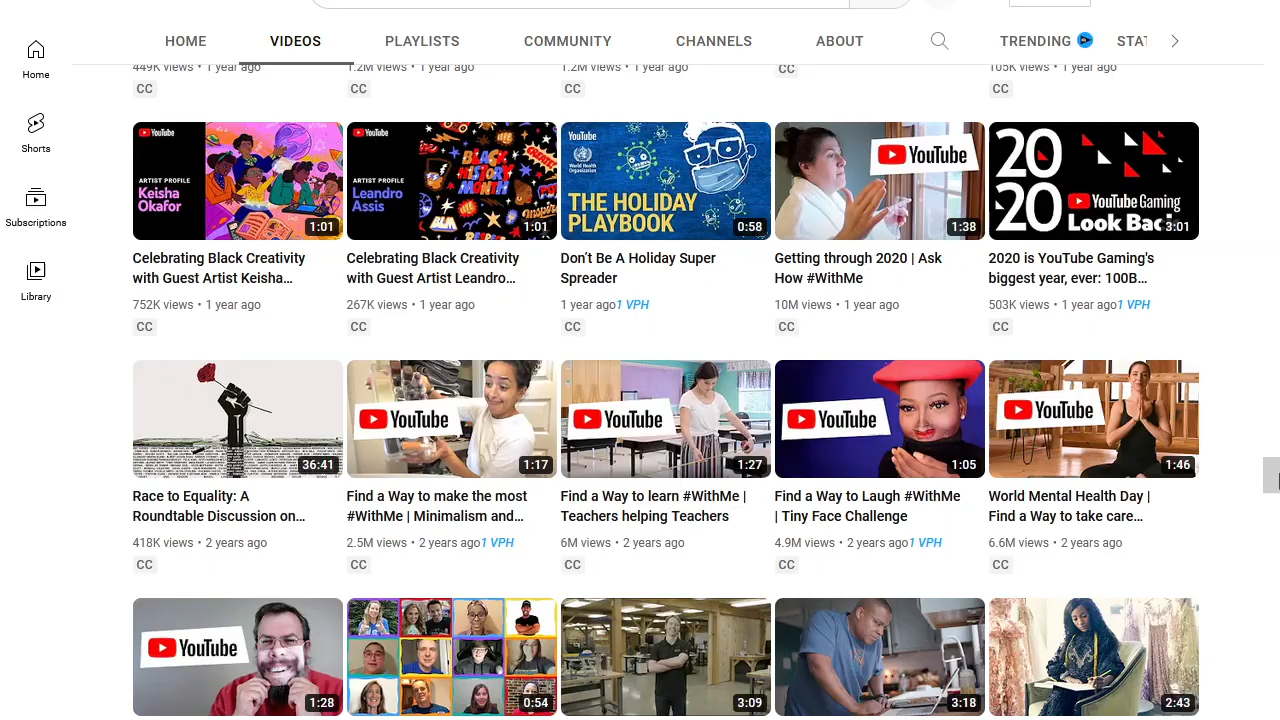 HOME VIDEOS PLAYLISTS COMMUNITY CHANNELS ABOUT TRENDING STAT
Home
Shorts
Subscriptions
Library
449K views • 1 year ago
1.2M views • 1 year ago
1.2M views • 1 year ago
105K views • 1 year ago
CC
CC
CC
CC
CC
YouTube
ARTIST PROFILE
Keisha
Okafor
1:01
YouTube
ARTIST PROFILE
Leandro
Assis
BLACK
HISTORY
MONTH
1:01
YouTube
World Health
Organization
THE HOLIDAY
PLAYBOOK
0:58
YouTube
1:38
20
20
YouTube Gaming
Look Bac
3:01
Celebrating Black Creativity
with Guest Artist Keisha...
752K views • 1 year ago
CC
Celebrating Black Creativity
with Guest Artist Leandro...
267K views • 1 year ago
CC
Don't Be A Holiday Super
Spreader
1 year ago1 VPH
CC
Getting through 2020 | Ask
How #WithMe
10M views • 1 year ago
CC
2020 is YouTube Gaming's
biggest year, ever: 100B...
503K views • 1 year ago1 VPH
CC
36:41
YouTube
1:17
YouTube
1:27
YouTube
1:05
YouTube
1:46
Race to Equality: A
Roundtable Discussion on...
418K views • 2 years ago
CC
Find a Way to make the most
#WithMe | Minimalism and...
2.5M views • 2 years ago1 VPH
CC
Find a Way to learn #WithMe |
Teachers helping Teachers
6M views • 2 years ago
CC
Find a Way to Laugh #WithMe
| Tiny Face Challenge
4.9M views • 2 years ago1 VPH
CC
World Mental Health Day |
Find a Way to take care...
6.6M views • 2 years ago
CC
YouTube
1:28
0:54
3:09
3:18
2:43